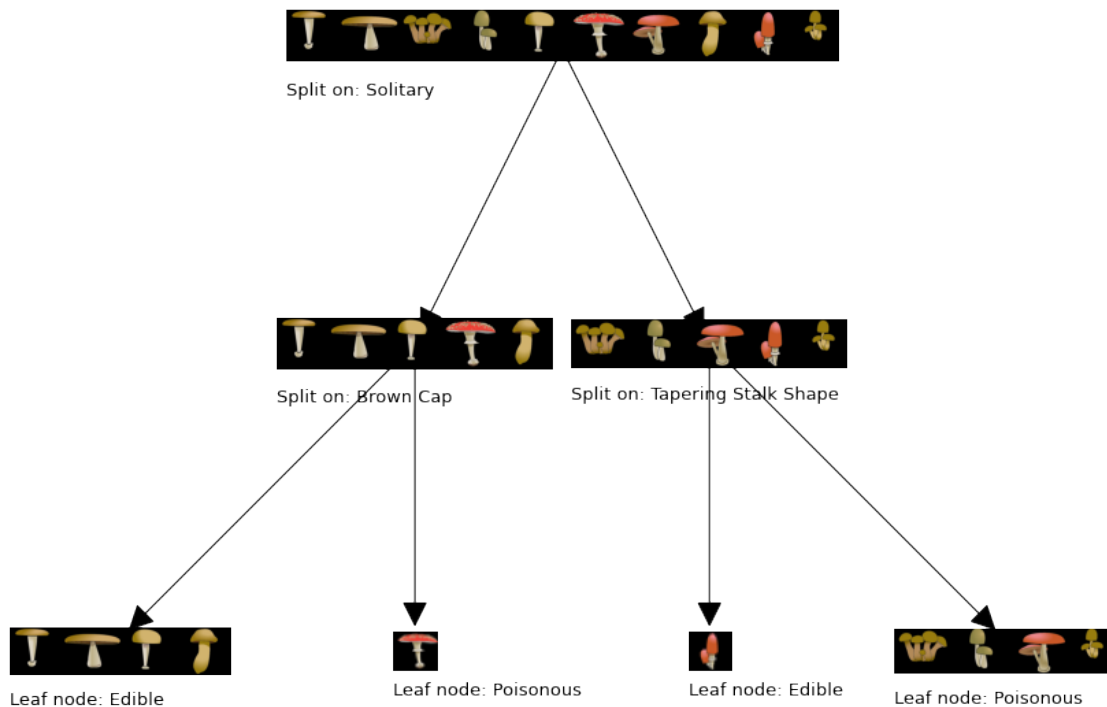 Split on: Solitary
Split on: Brown Cap
Split on: Tapering Stalk Shape
Leaf node: Edible
Leaf node: Poisonous
Leaf node: Edible
Leaf node: Poisonous